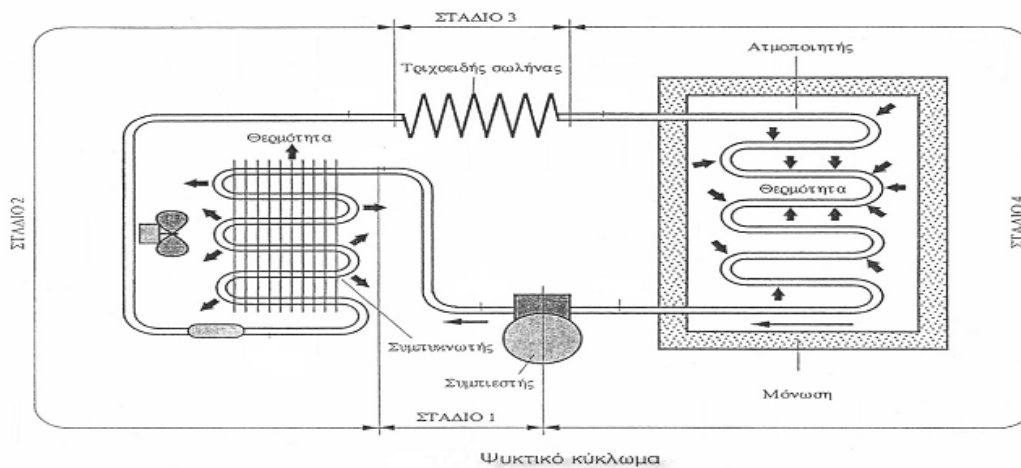 ΣΤΑΔΙΟ 3
Ατμοποιητής
Τριχοειδής σωλήνας
Θερμότητα
Θερμότητα
ΣΤΑΔΙΟ 2
ΣΤΑΔΙΟ 4
Συμπυκνωτής
Συμπιεστής
Μόνωση
ΣΤΑΔΙΟ 1
Ψυκτικό κύκλωμα